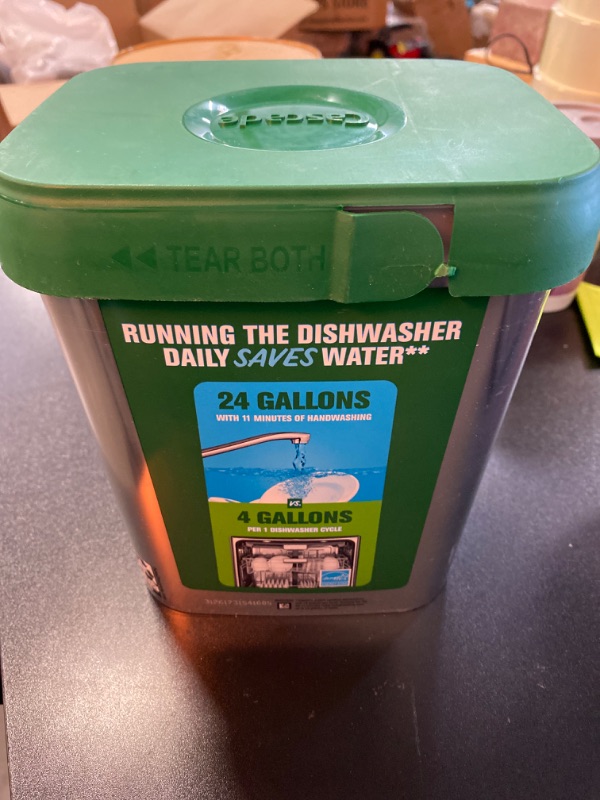 Cascade
◄◄ TEAR BOTH
RUNNING THE DISHWASHER
DAILY SAVES WATER**
24 GALLONS
WITH 11 MINUTES OF HANDWASHING
VS.
4 GALLONS
PER 1 DISHWASHER CYCLE